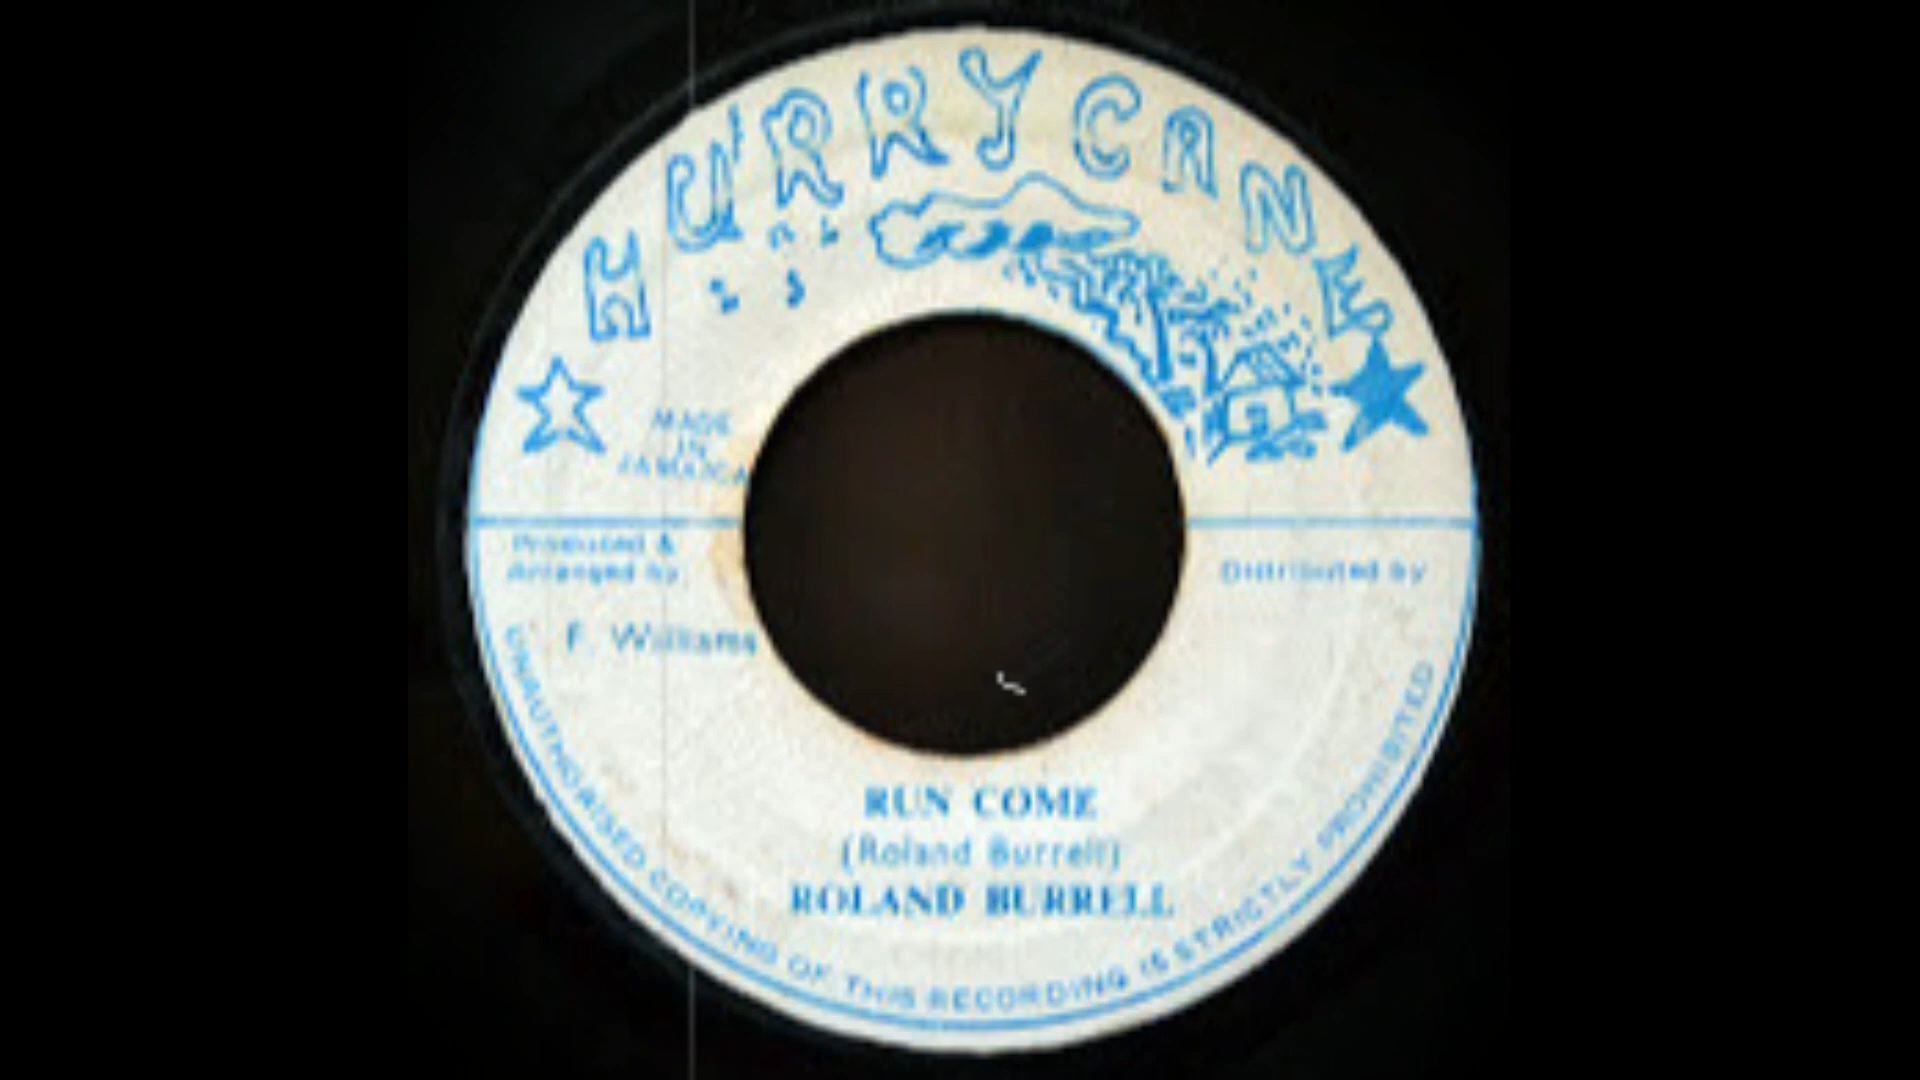 HURRYCANE
MADE
IN
JAMAICA
Produced &
Arranged by
F. Williams
Distributed by
RUN COME
(Roland Burrell)
ROLAND BURRELL
UNAUTHORISED COPYING OF THIS RECORDING IS STRICTLY PROHIBITED